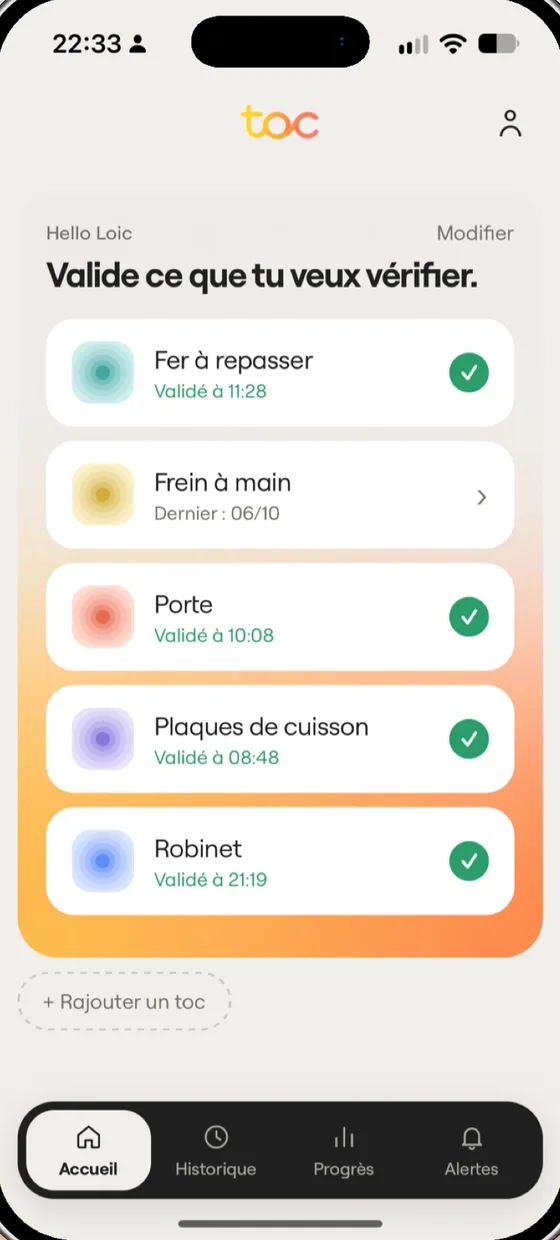 22:33
toc
Hello Loic
Modifier
Valide ce que tu veux vérifier.
Fer à repasser
Validé à 11:28
Frein à main
Dernier : 06/10
Porte
Validé à 10:08
Plaques de cuisson
Validé à 08:48
Robinet
Validé à 21:19
+ Rajouter un toc
Accueil
Historique
Progrès
Alertes